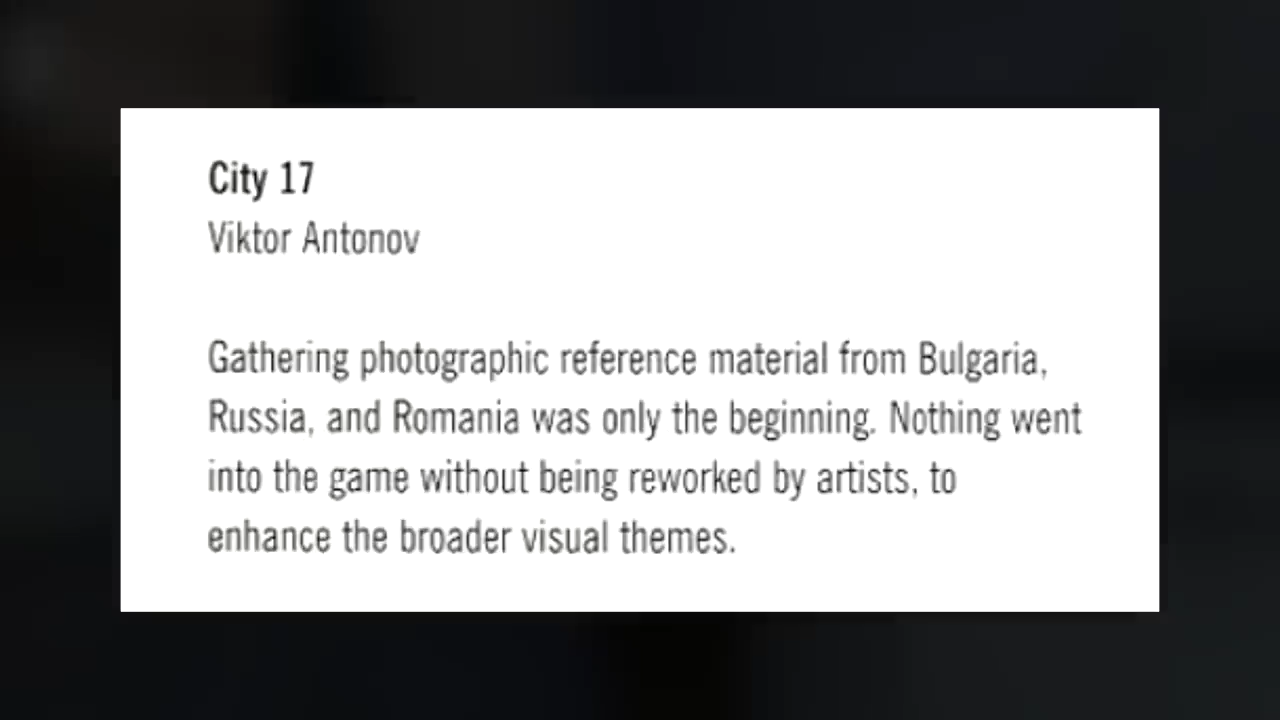 City 17
Viktor Antonov
Gathering photographic reference material from Bulgaria,
Russia, and Romania was only the beginning. Nothing went
into the game without being reworked by artists, to
enhance the broader visual themes.